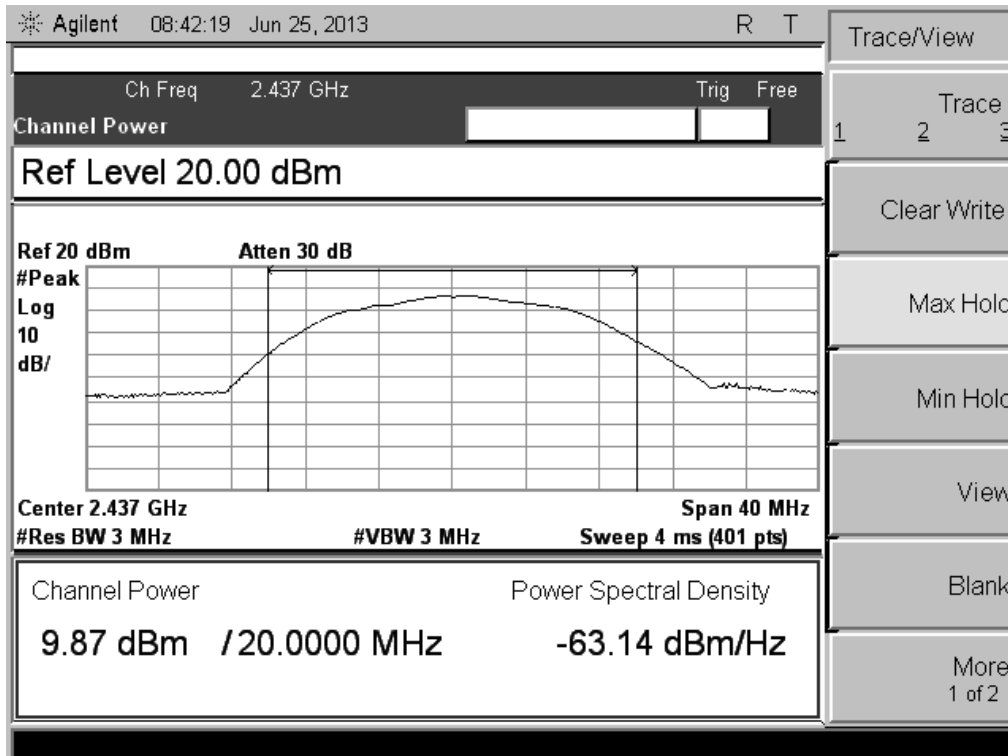 Agilent 08:42:19 Jun 25, 2013 R T
Trace/View
Ch Freq 2.437 GHz Trig Free
Channel Power
Trace
1 2 3
Ref Level 20.00 dBm
Clear Write
Ref 20 dBm Atten 30 dB
#Peak
Log
10
dB/
Max Hold
Min Hold
Center 2.437 GHz Span 40 MHz
#Res BW 3 MHz #VBW 3 MHz Sweep 4 ms (401 pts)
View
Channel Power Power Spectral Density
9.87 dBm / 20.0000 MHz -63.14 dBm/Hz
Blank
More
1 of 2